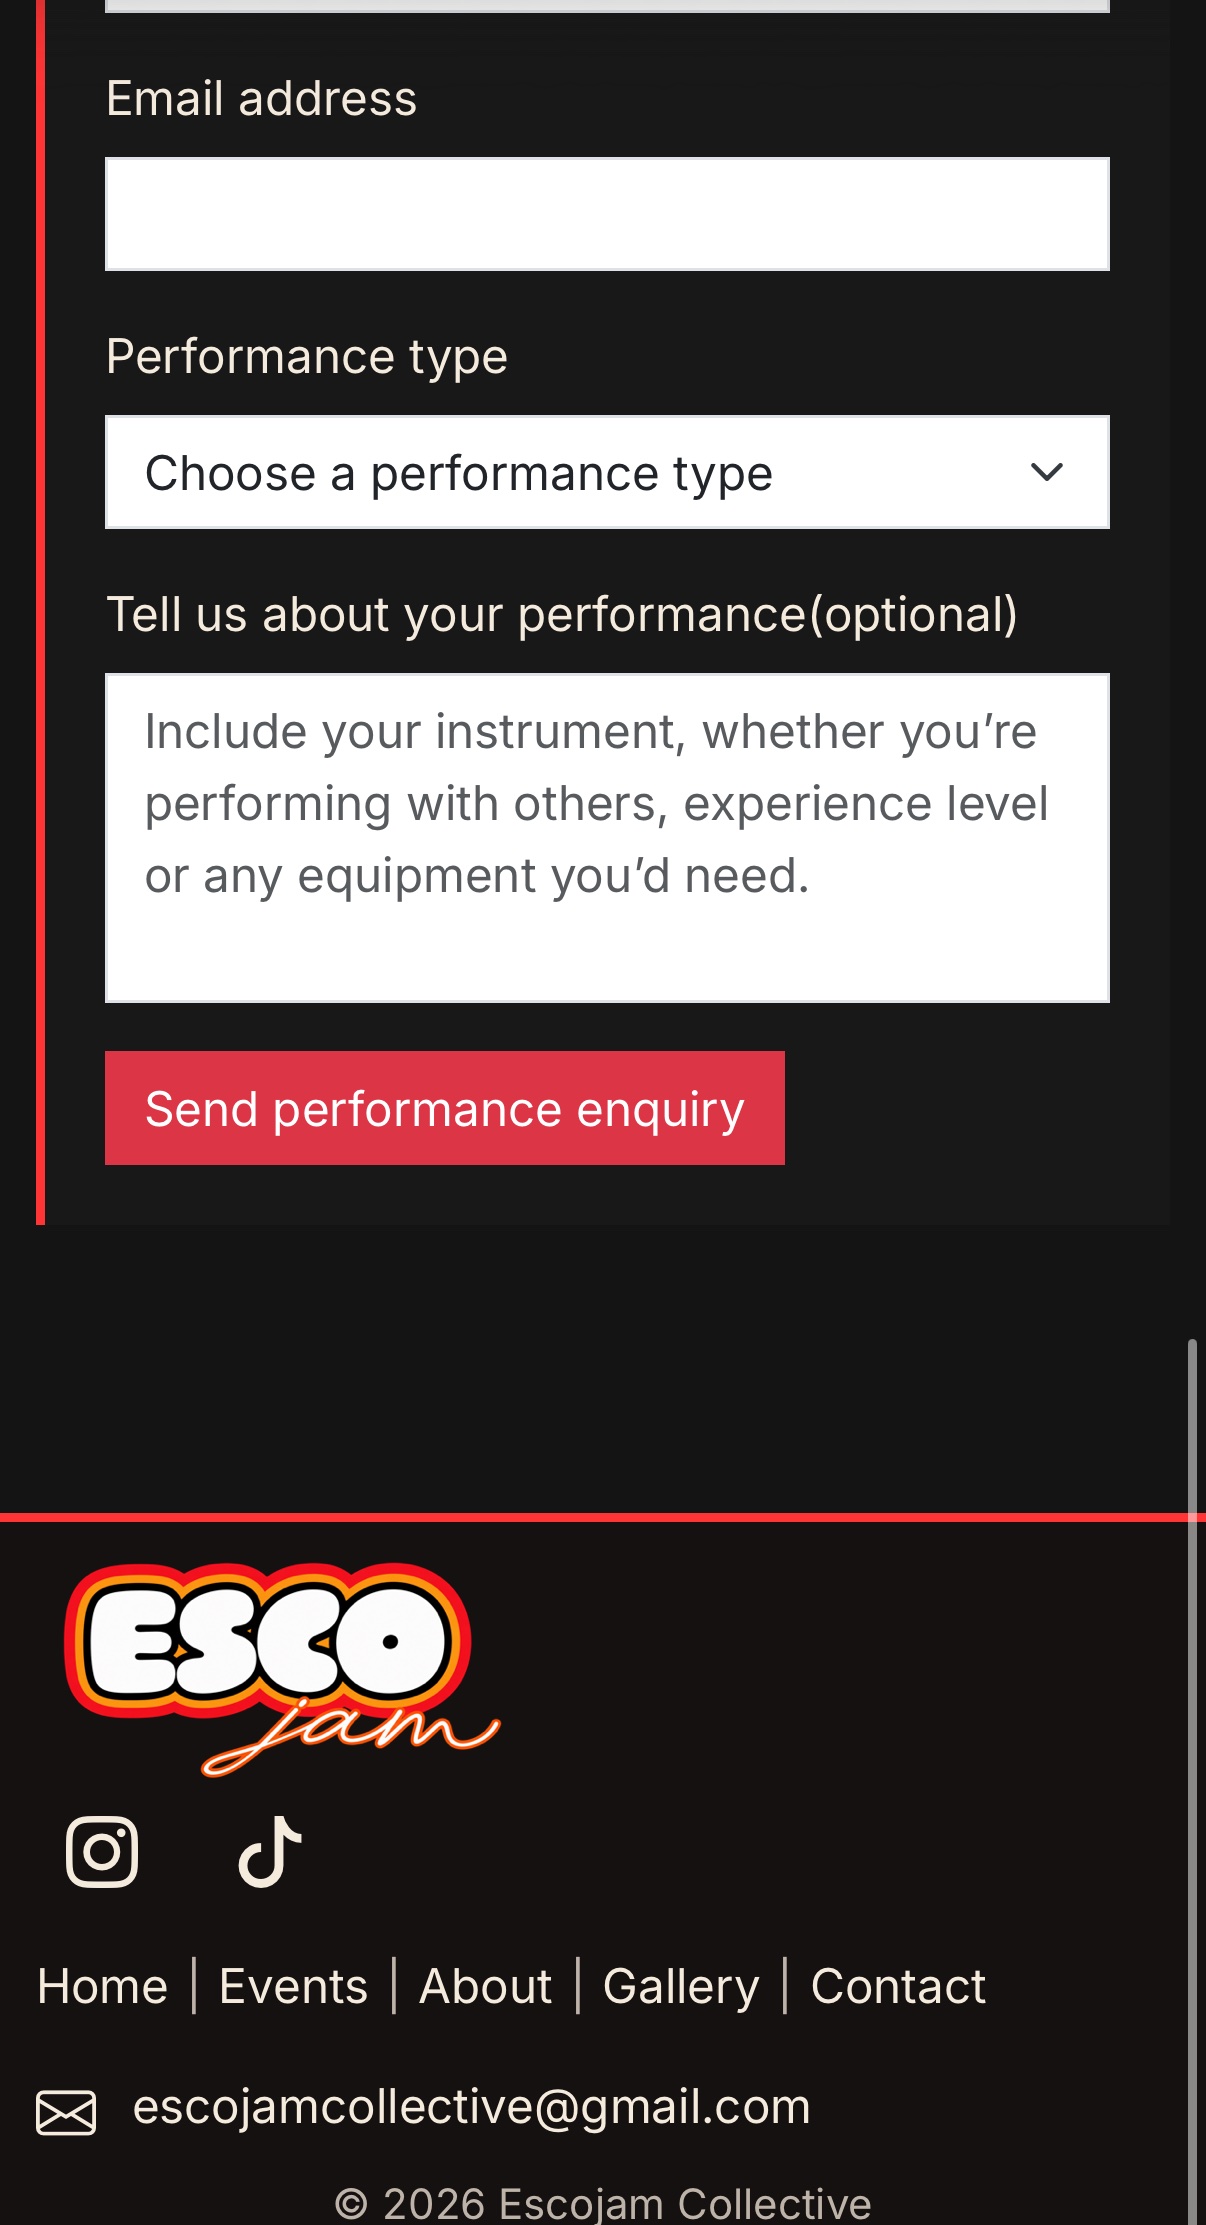 Email address
Performance type
Choose a performance type
Tell us about your performance(optional)
Include your instrument, whether you’re
performing with others, experience level
or any equipment you’d need.
Send performance enquiry
ESCO
jam
Home | Events | About | Gallery | Contact
escojamcollective@gmail.com
© 2026 Escojam Collective